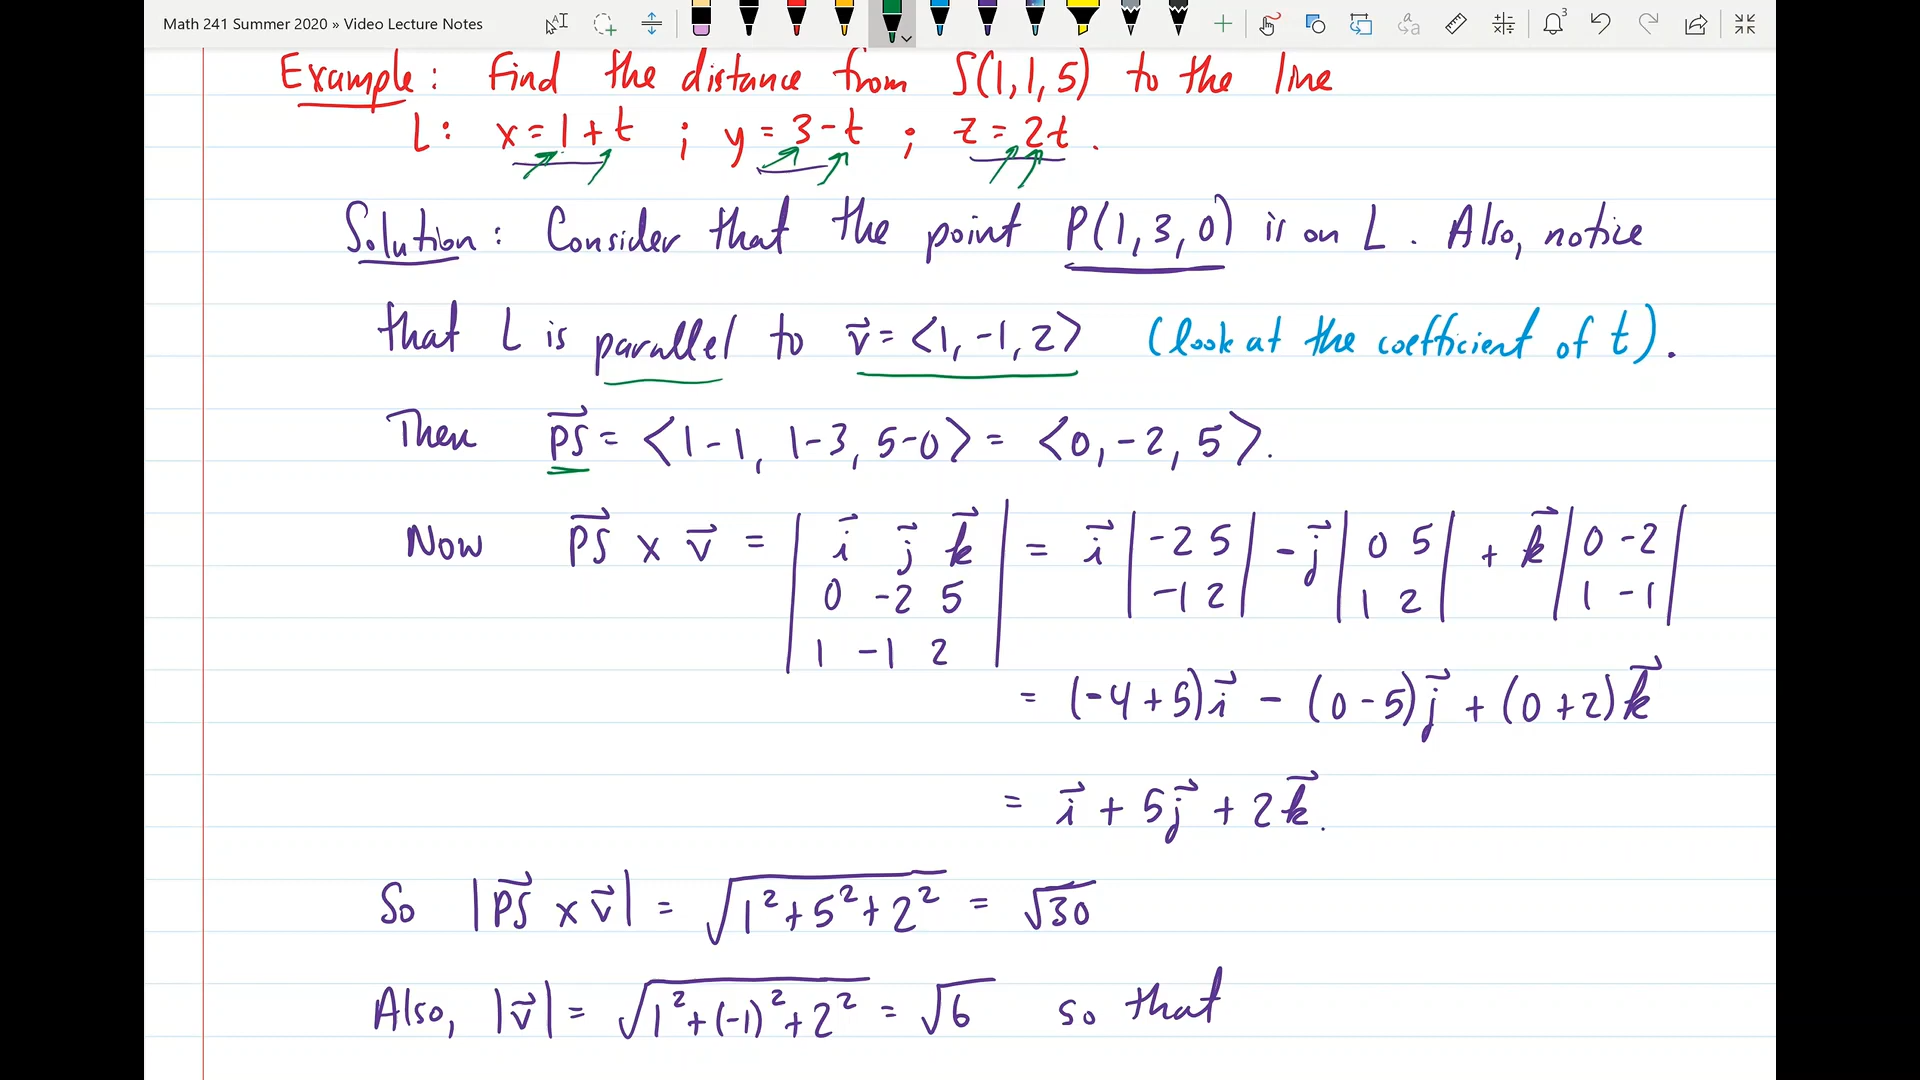 Math 241 Summer 2020 » Video Lecture Notes
Example: Find the distance from S(1,1,5) to the line
L: x = 1 + t ; y = 3 - t ; z = 2t .
Solution: Consider that the point P(1, 3, 0) is on L . Also, notice
that L is parallel to v⃗ = <1, -1, 2> (look at the coefficient of t) .
Then PS⃗ = <1-1, 1-3, 5-0> = <0, -2, 5>.
Now PS⃗ x v⃗ = | i⃗ j⃗ k⃗ | = i⃗ | -2 5 | - j⃗ | 0 5 | + k⃗ | 0 -2 |
| 0 -2 5 | | -1 2 | | 1 2 | | 1 -1 |
| 1 -1 2 |
= (-4+5)i⃗ - (0-5)j⃗ + (0+2)k⃗
= i⃗ + 5j⃗ + 2k⃗.
So |PS⃗ x v⃗| = √(1² + 5² + 2²) = √30
Also, |v⃗| = √(1² + (-1)² + 2²) = √6 so that